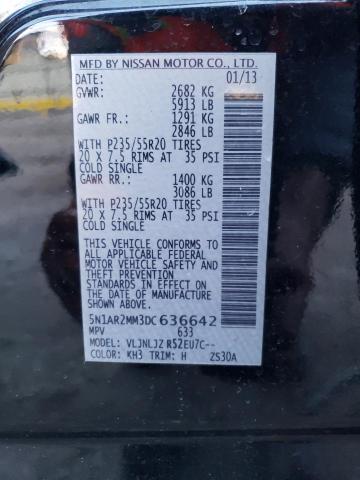 MFD BY NISSAN MOTOR CO., LTD.
DATE: 01/13
GVWR: 2682 KG
5913 LB
GAWR FR.: 1291 KG
2846 LB
WITH P235/55R20 TIRES
20 X 7.5 RIMS AT 35 PSI
COLD SINGLE
GAWR RR.: 1400 KG
3086 LB
WITH P235/55R20 TIRES
20 X 7.5 RIMS AT 35 PSI
COLD SINGLE
THIS VEHICLE CONFORMS TO
ALL APPLICABLE FEDERAL
MOTOR VEHICLE SAFETY AND
THEFT PREVENTION
STANDARDS IN EFFECT ON
THE DATE OF MANUFACTURE
SHOWN ABOVE.
5N1AR2MM3DC636642
MPV 633
MODEL: VLJNLJZ R52EU7C--
COLOR: KH3 TRIM: H ZS30A